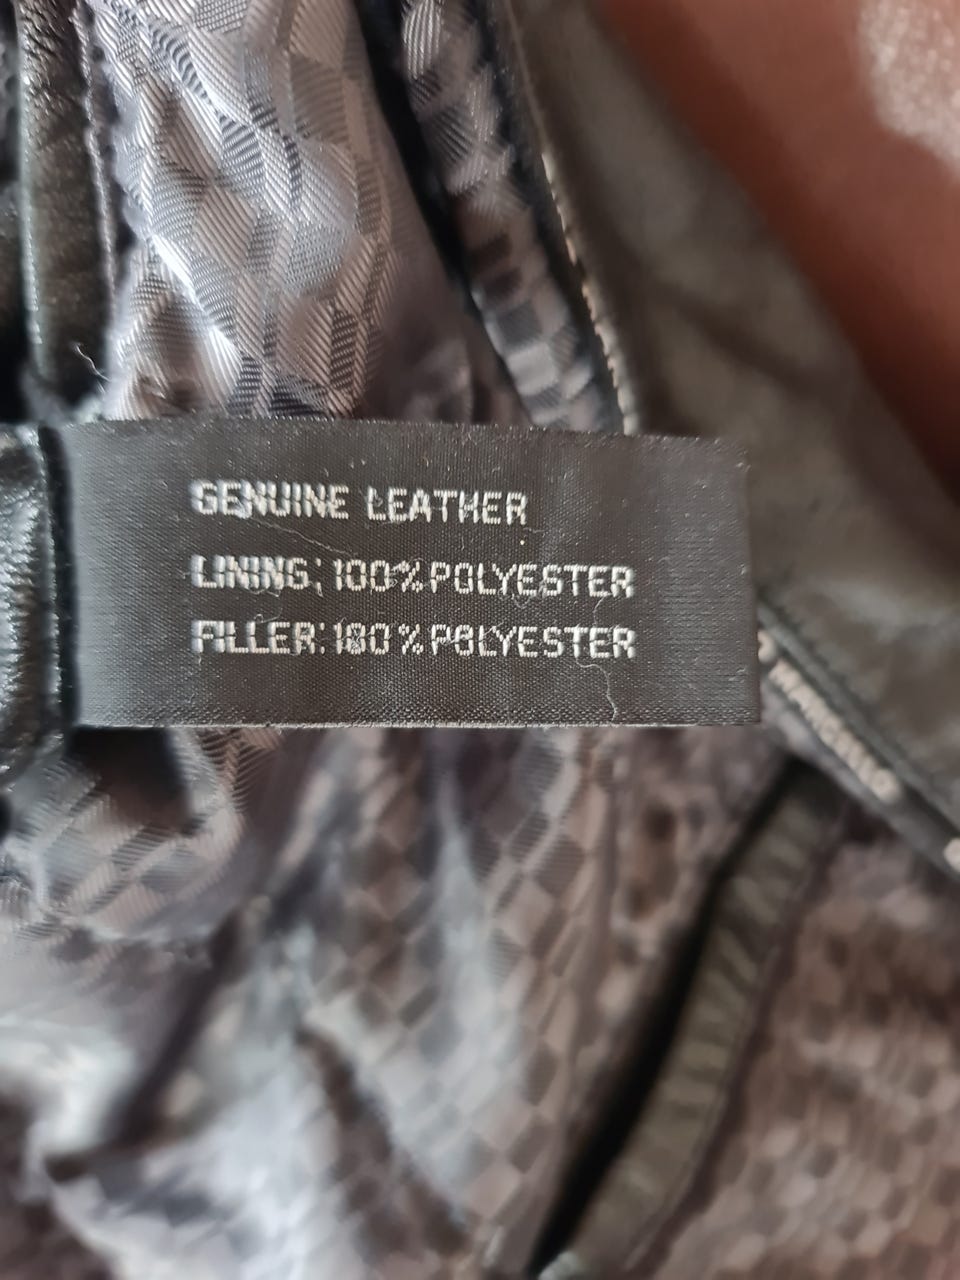 GENUINE LEATHER
LINING: 100% POLYESTER
FILLER: 100% POLYESTER